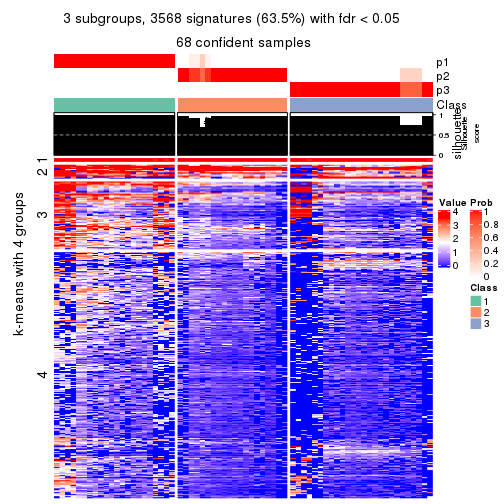 3 subgroups, 3568 signatures (63.5%) with fdr < 0.05
68 confident samples
p1
p2
p3
Class
1
0.5
0
silhouette
Silhouette
score
k-means with 4 groups
1
2
3
4
Value
4
3
2
1
0
Prob
1
0.8
0.6
0.4
0.2
0
Class
1
2
3